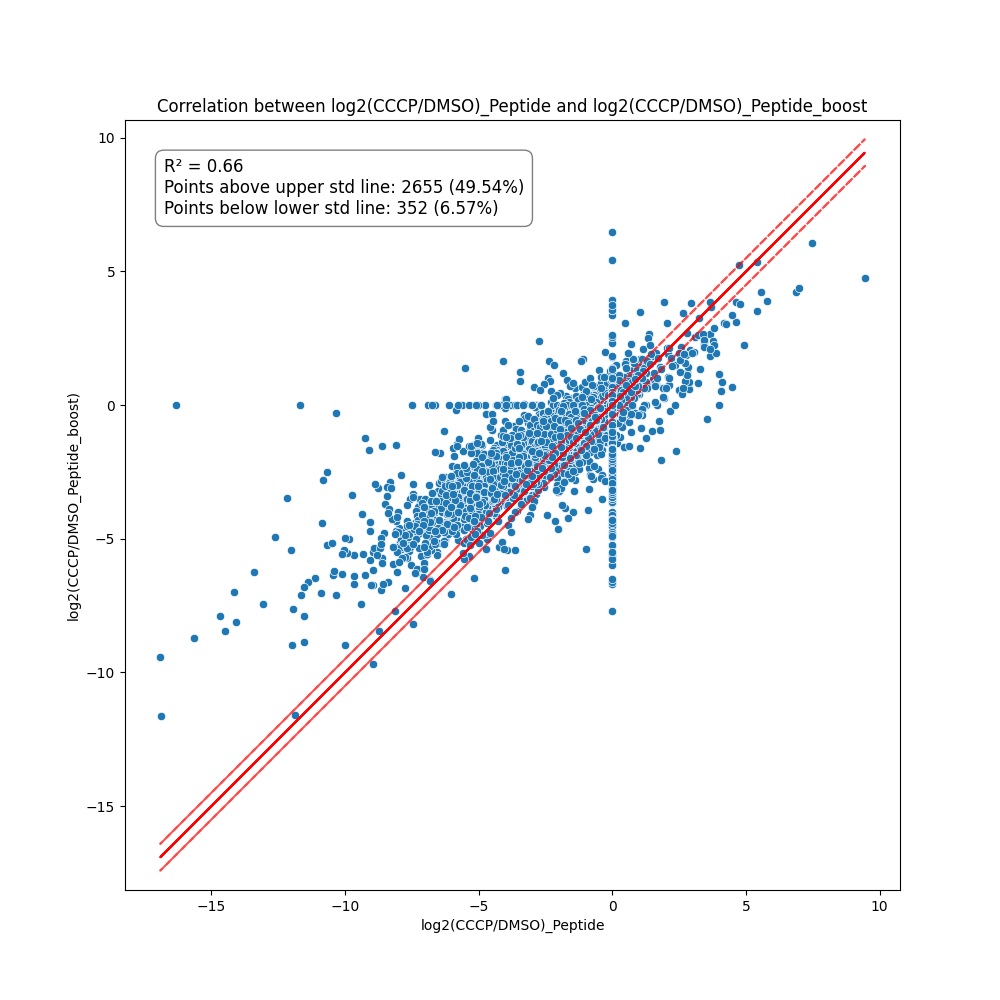 Correlation between log2(CCCP/DMSO)_Peptide and log2(CCCP/DMSO)_Peptide_boost
R² = 0.66
Points above upper std line: 2655 (49.54%)
Points below lower std line: 352 (6.57%)
10
5
0
−5
−10
−15
log2(CCCP/DMSO_Peptide_boost)
−15
−10
−5
0
5
10
log2(CCCP/DMSO)_Peptide